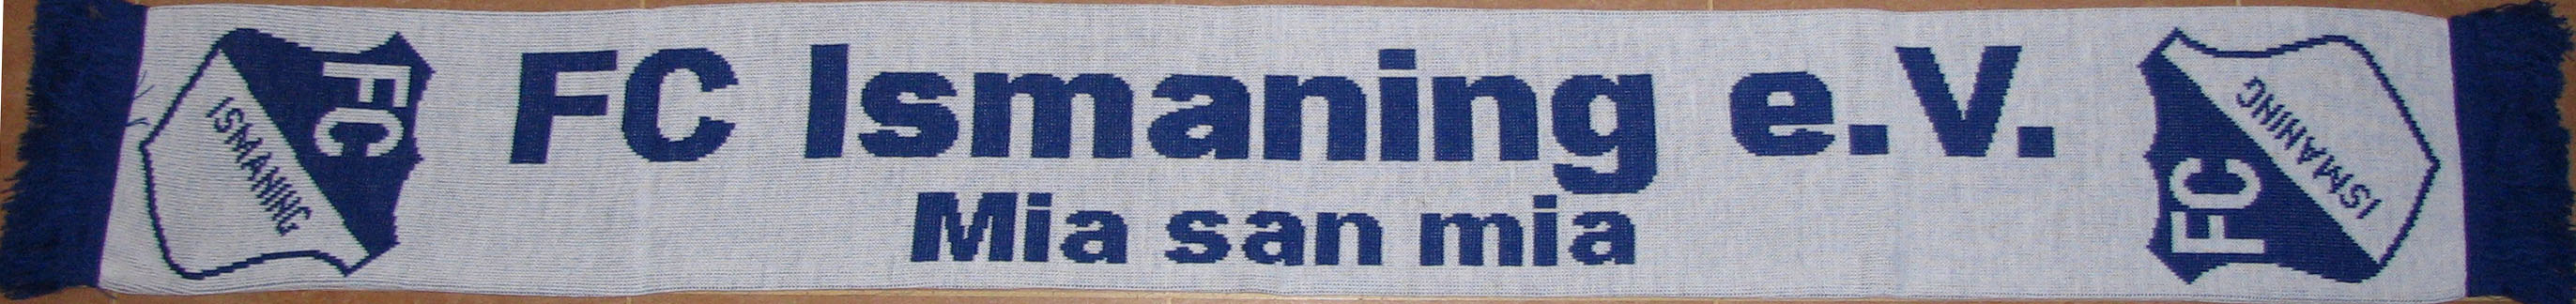 FC
ISMANING
FC Ismaning e.V.
Mia san mia
FC
ISMANING